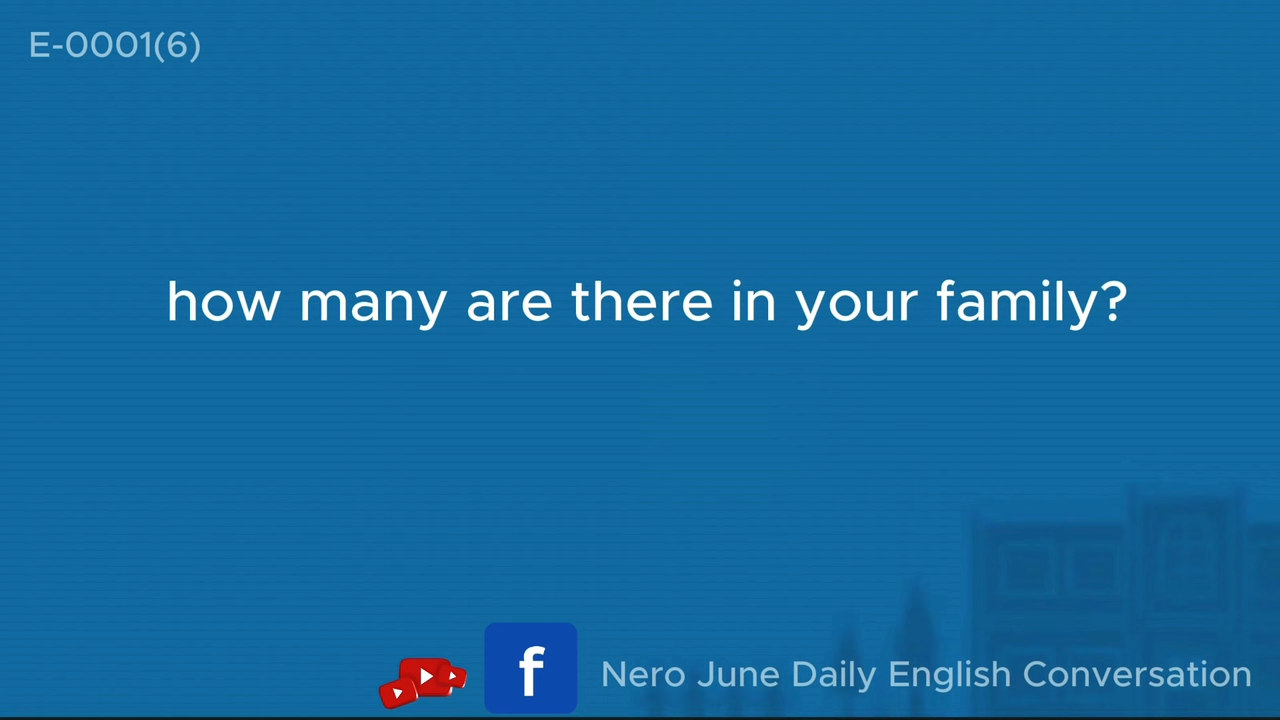 E-0001(6)
how many are there in your family?
f
Nero June Daily English Conversation